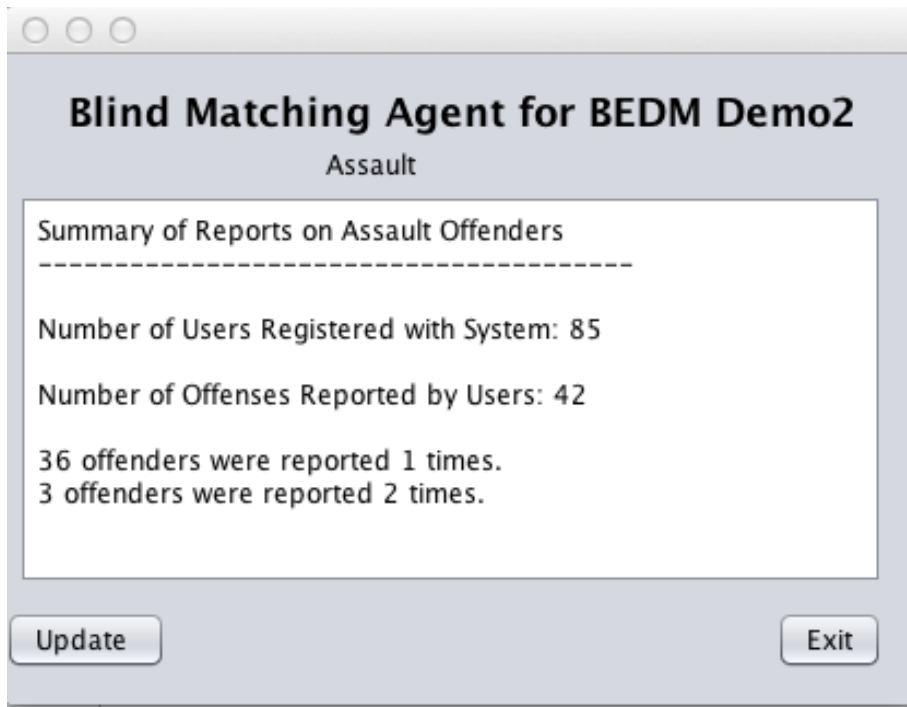 Blind Matching Agent for BEDM Demo2
Assault
Summary of Reports on Assault Offenders
---------------------------------------
Number of Users Registered with System: 85
Number of Offenses Reported by Users: 42
36 offenders were reported 1 times.
3 offenders were reported 2 times.
Update
Exit